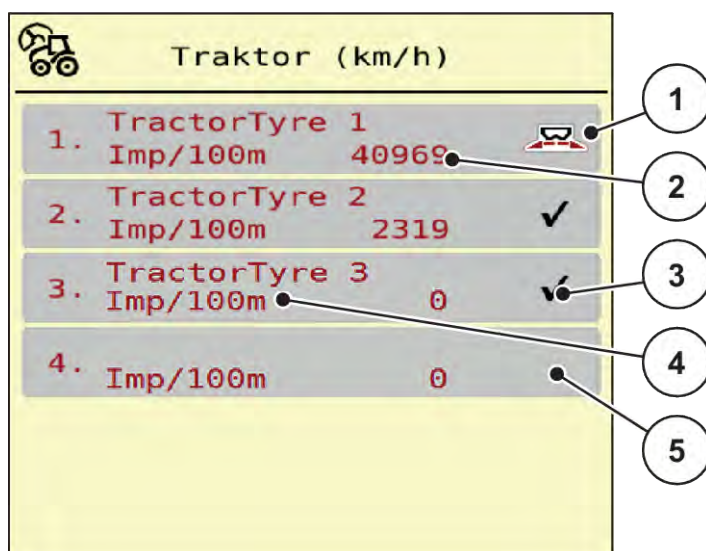 Traktor (km/h)
1. TractorTyre 1
Imp/100m 40969
2. TractorTyre 2
Imp/100m 2319
3. TractorTyre 3
Imp/100m 0
4.
Imp/100m 0
1
2
3
4
5